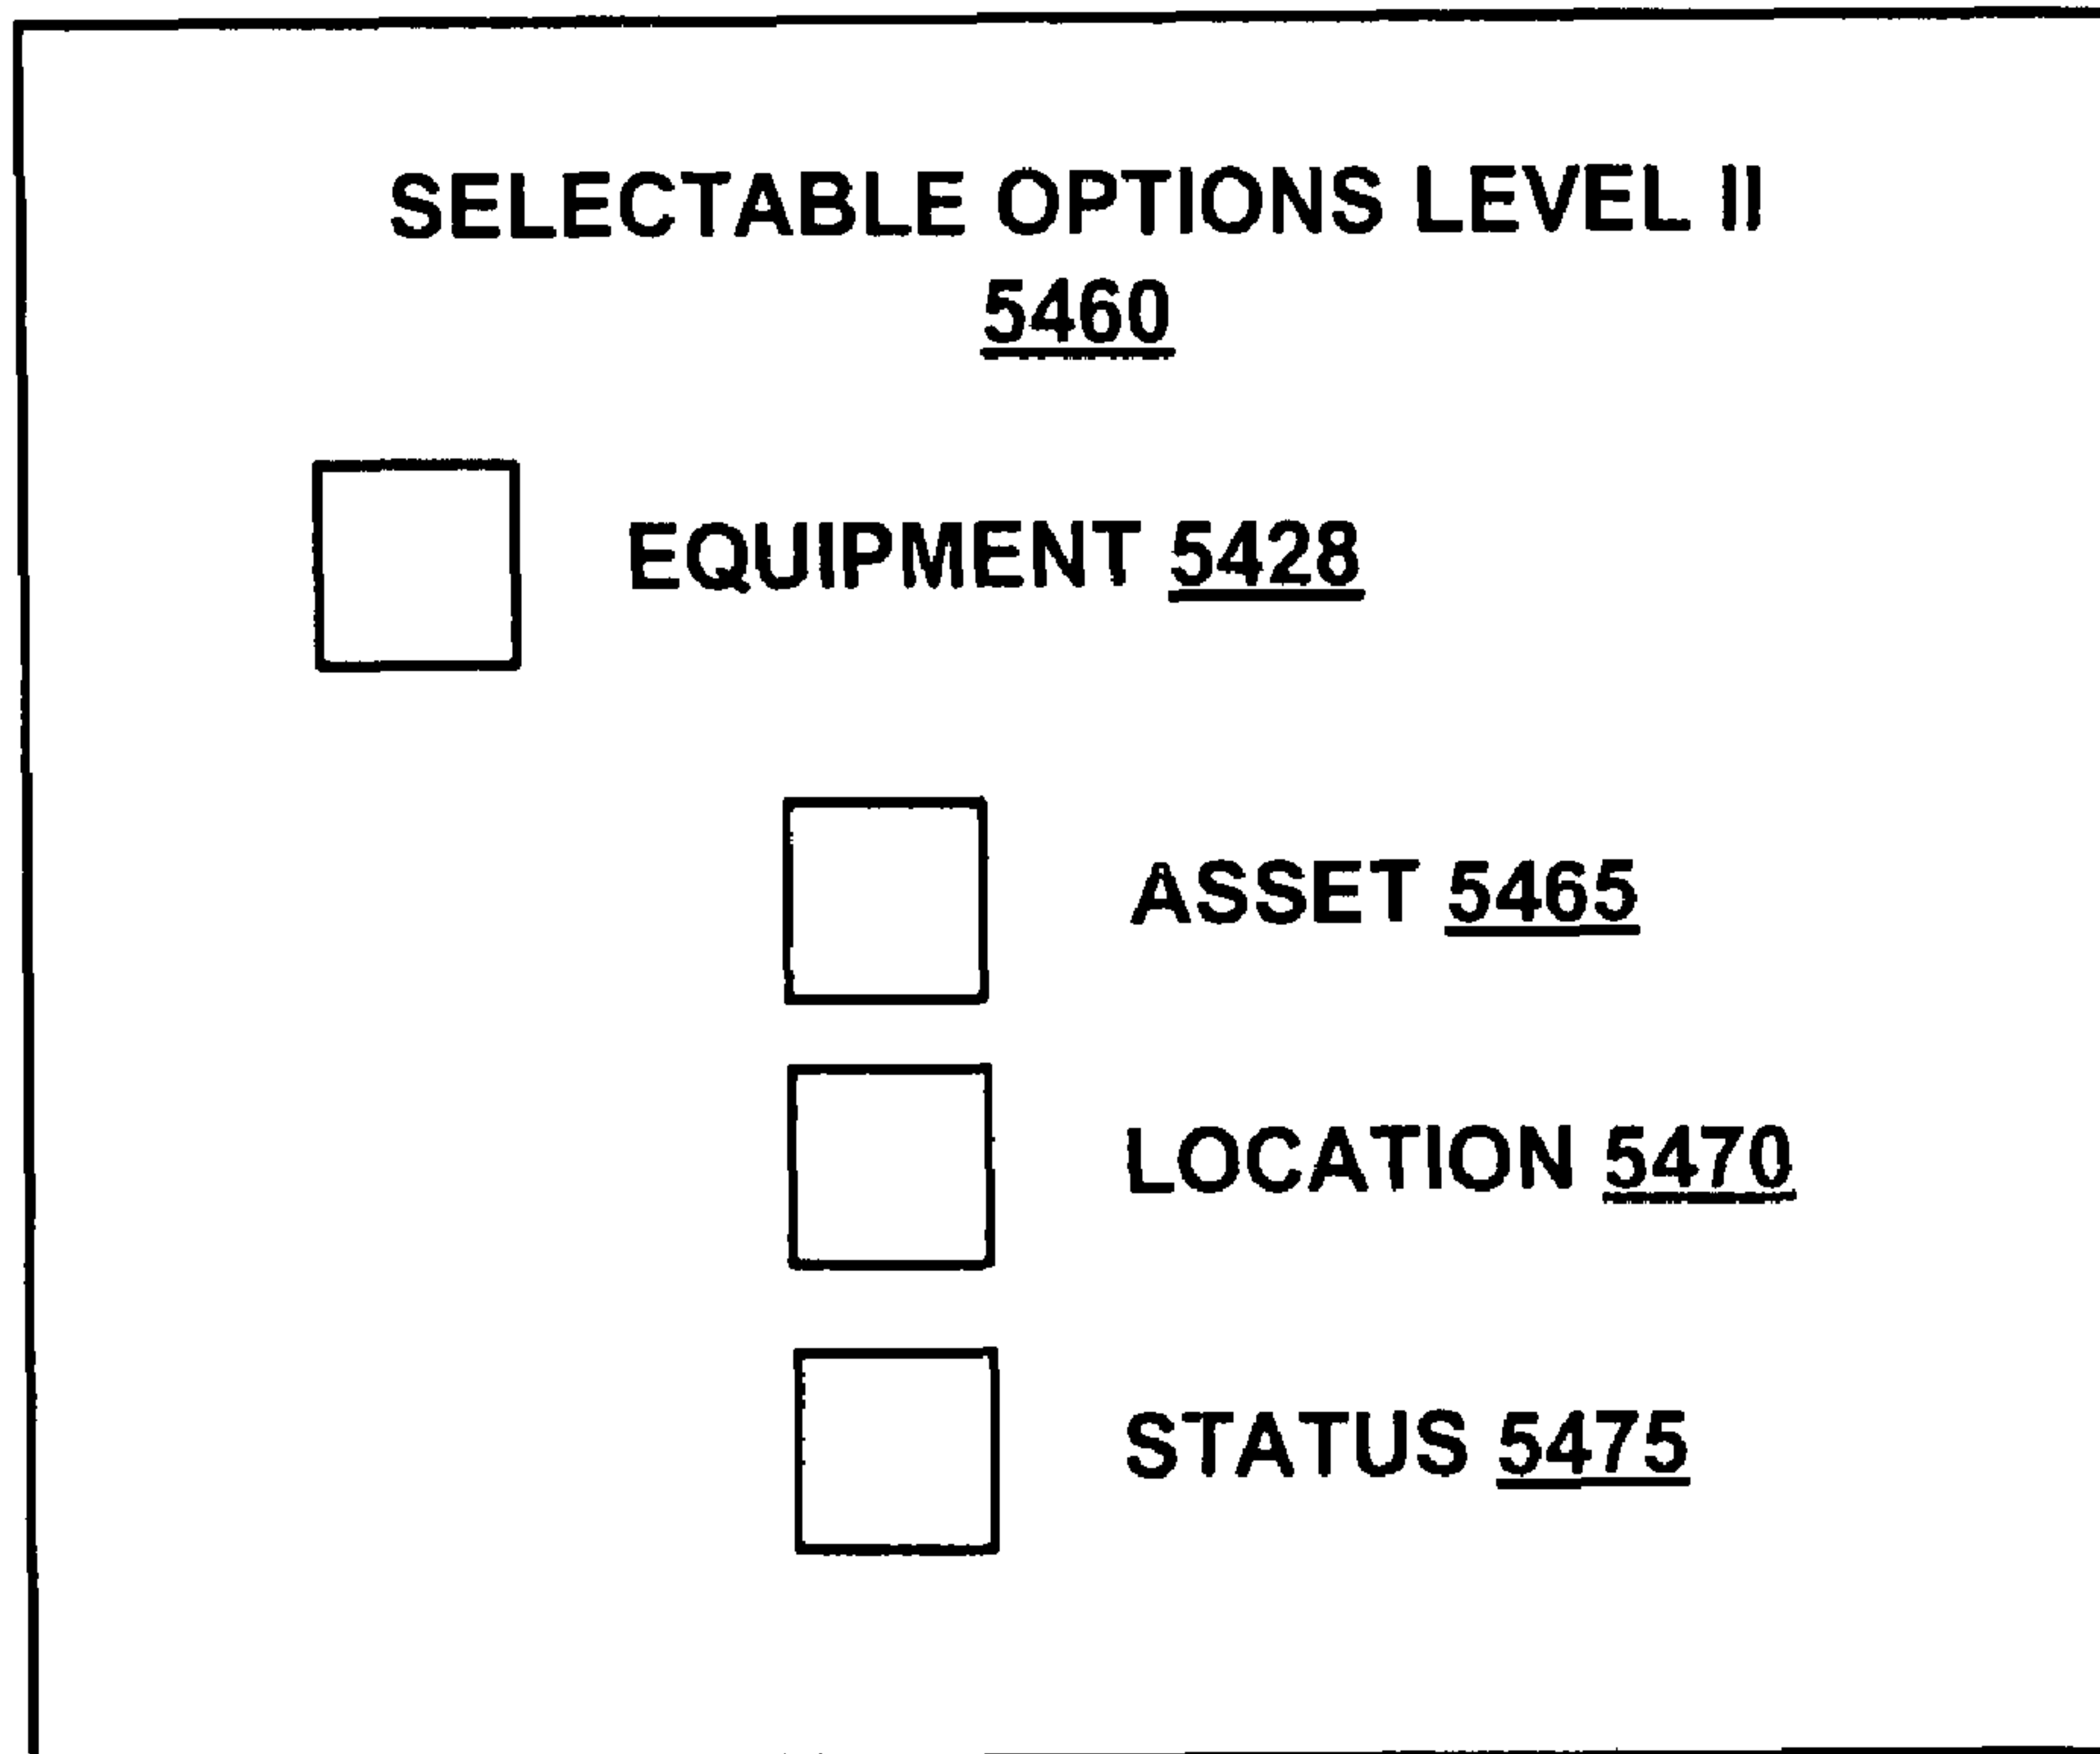 SELECTABLE OPTIONS LEVEL II
5460
EQUIPMENT 5428
ASSET 5465
LOCATION 5470
STATUS 5475